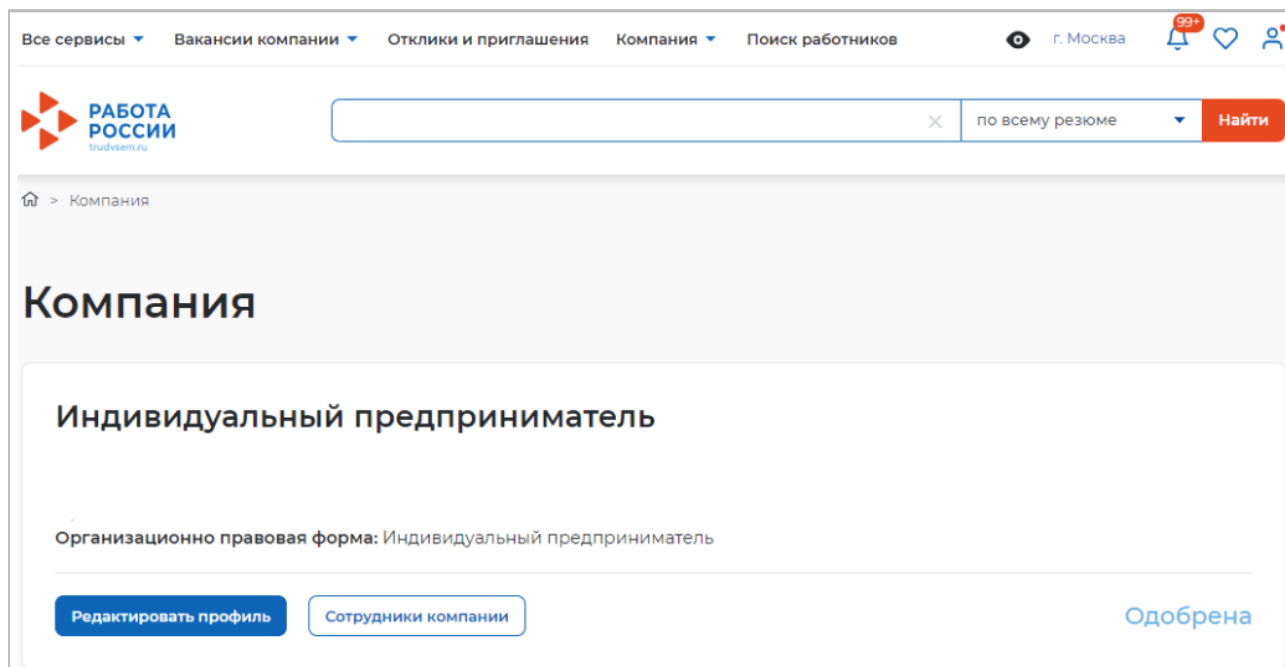 Все сервисы Вакансии компании Отклики и приглашения Компания Поиск работников г. Москва 99+
РАБОТА
РОССИИ
trudvsem.ru
по всему резюме Найти
> Компания
Компания
Индивидуальный предприниматель
Организационно правовая форма: Индивидуальный предприниматель
Редактировать профиль Сотрудники компании Одобрена